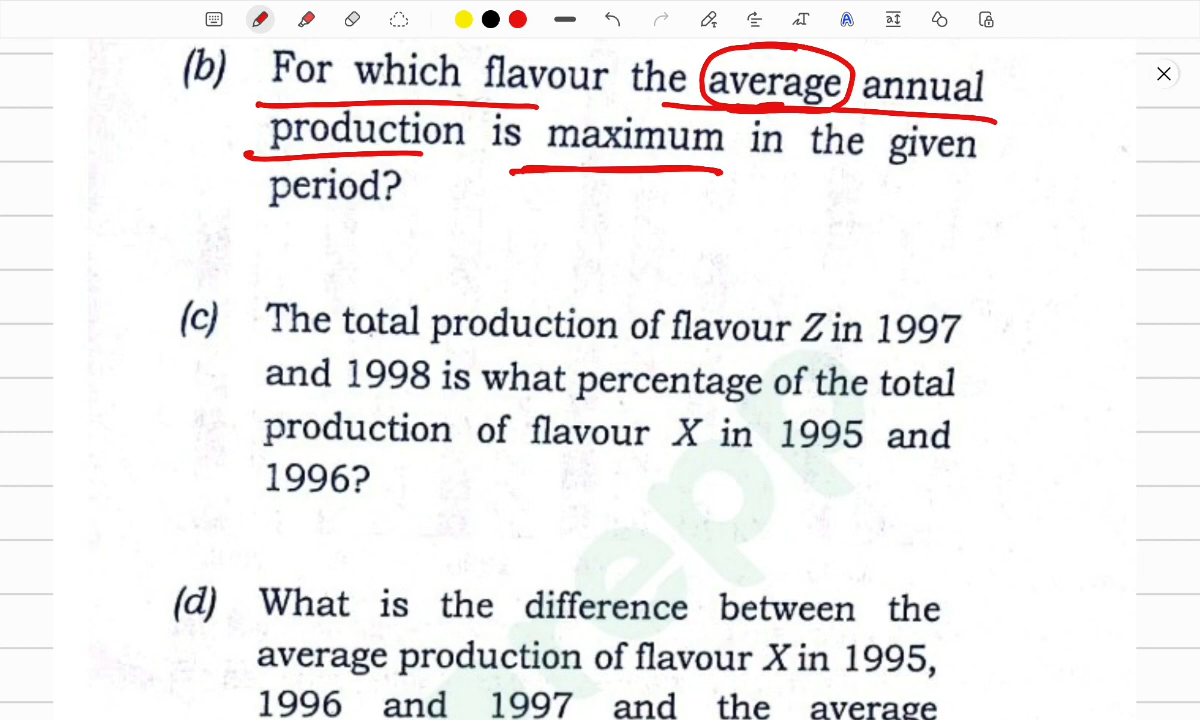 (b) For which flavour the average annual
production is maximum in the given
period?
(c) The total production of flavour Z in 1997
and 1998 is what percentage of the total
production of flavour X in 1995 and
1996?
(d) What is the difference between the
average production of flavour X in 1995,
1996 and 1997 and the average
repp